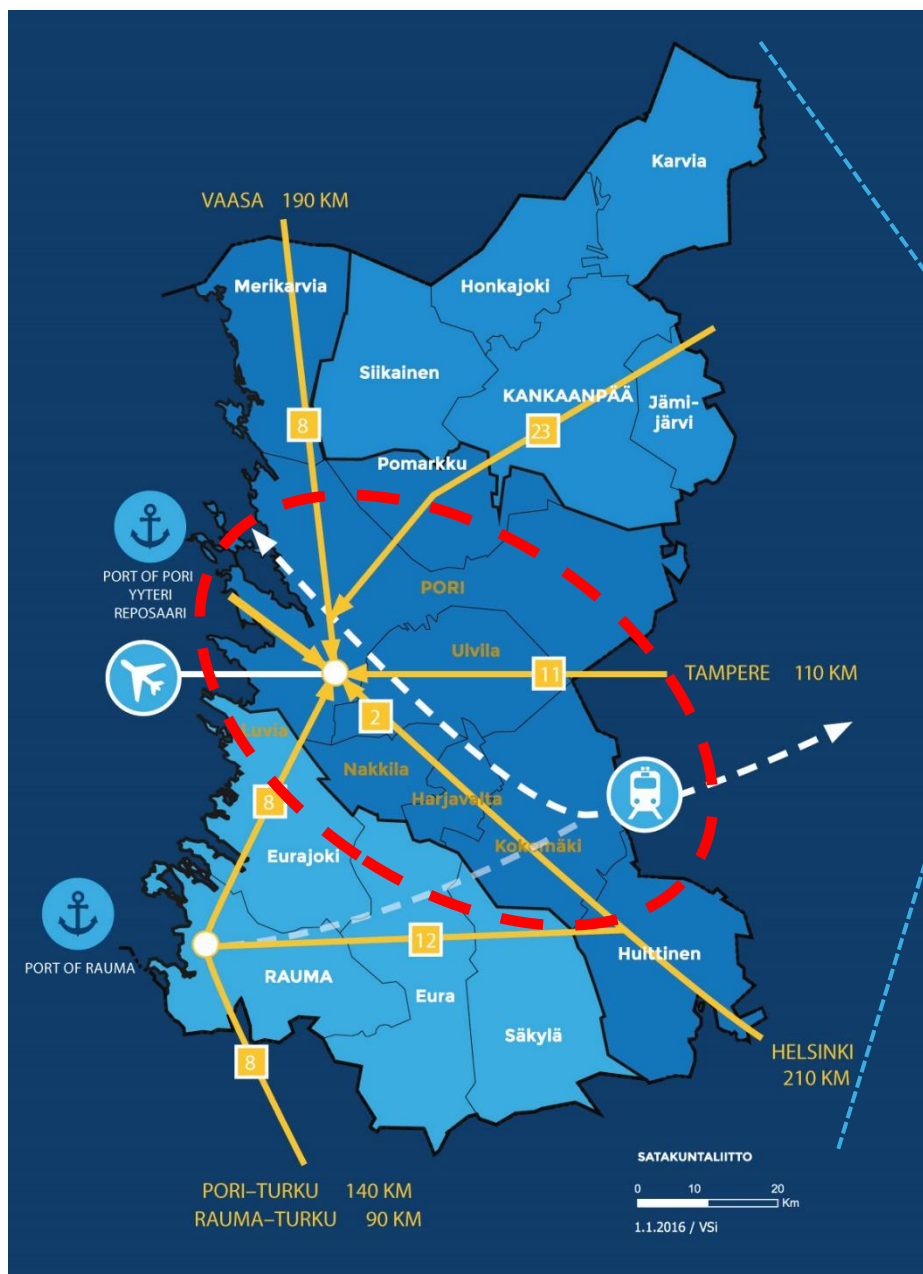 Karvia
VAASA 190 KM
Merikarvia
Honkajoki
Siikainen
KANKAANPÄÄ
Jämi-
järvi
8
23
Pomarkku
PORT OF PORI
YYTERI
REPOSAARI
PORI
Ulvila
11
TAMPERE 110 KM
2
Luvia
Nakkila
Harjavalta
8
Kokemäki
Eurajoki
PORT OF RAUMA
12
Huittinen
RAUMA
Eura
Säkylä
8
HELSINKI
210 KM
SATAKUNTALIITTO
0 10 20
Km
1.1.2016 / VSi
PORI–TURKU 140 KM
RAUMA–TURKU 90 KM